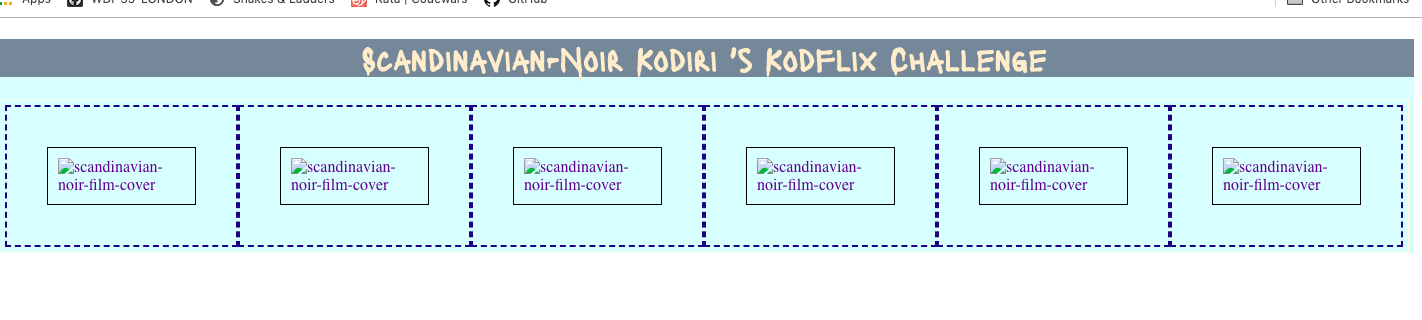 Apps WDF 39-LONDON Snakes & Ladders Kata | Codewars GitHub Other Bookmarks
Scandinavian-Noir Kodiri 'S Kodflix Challenge
scandinavian- scandinavian- scandinavian- scandinavian- scandinavian- scandinavian-
noir-film-cover noir-film-cover noir-film-cover noir-film-cover noir-film-cover noir-film-cover